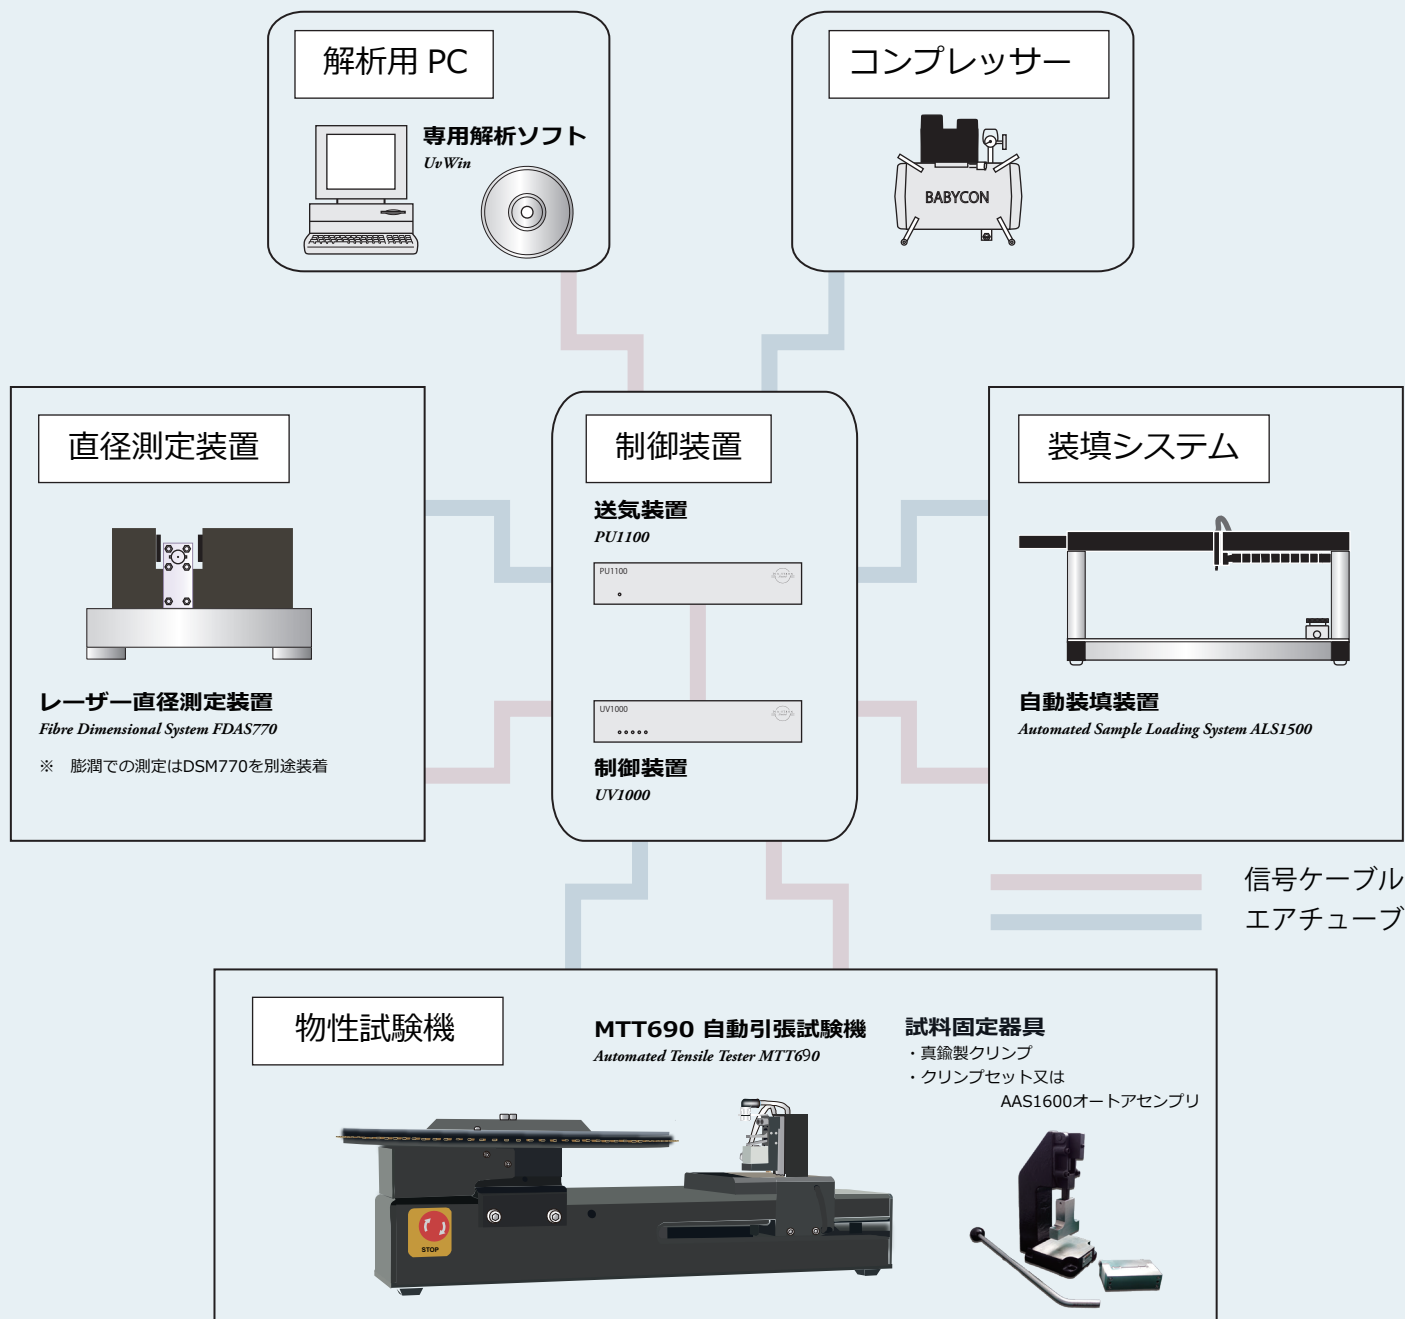 解析用 PC
専用解析ソフト
UvWin
コンプレッサー
BABYCON
直径測定装置
レーザー直径測定装置
Fibre Dimensional System FDAS770
※　膨潤での測定はDSM770を別途装着
制御装置
送気装置
PU1100
PU1100
UV1000
制御装置
UV1000
装填システム
自動装填装置
Automated Sample Loading System ALS1500
信号ケーブル
エアチューブ
物性試験機
MTT690 自動引張試験機
Automated Tensile Tester MTT690
STOP
試料固定器具
・真鍮製クリンプ
・クリンプセット又は
AAS1600オートアセンブリ